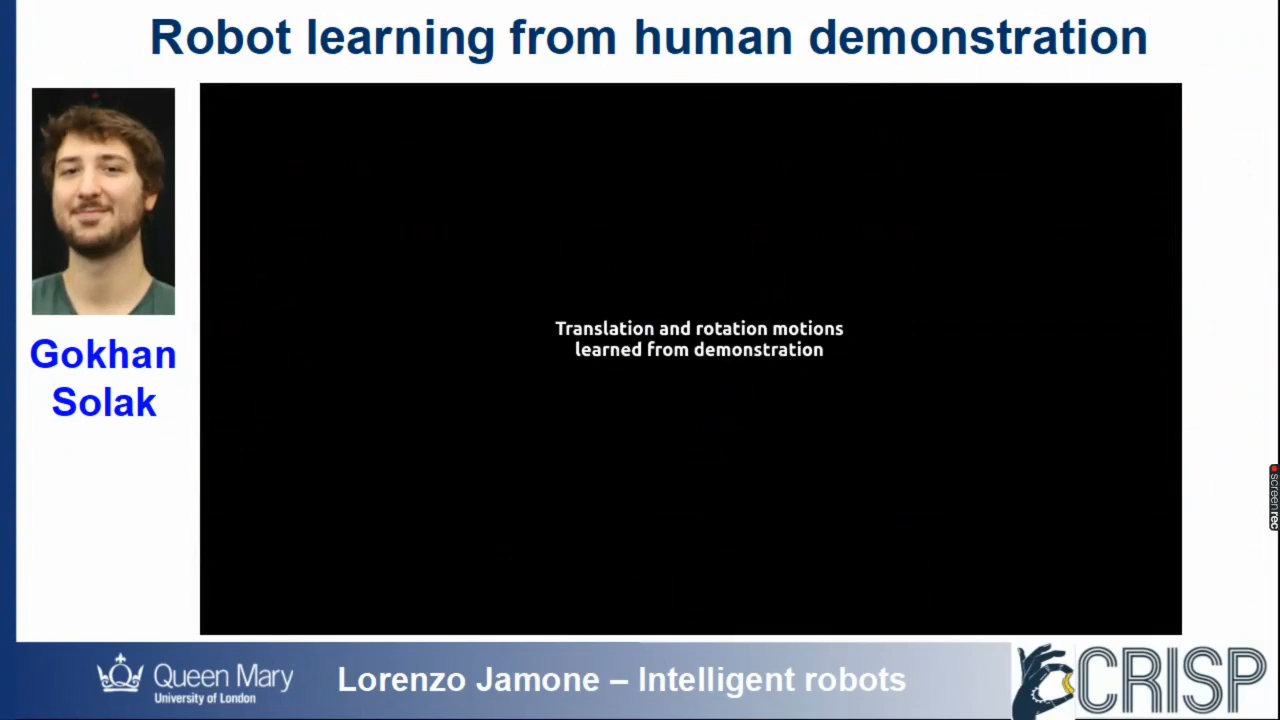 Robot learning from human demonstration
Gokhan
Solak
Translation and rotation motions
learned from demonstration
screenrec
Queen Mary
University of London
Lorenzo Jamone – Intelligent robots
CRISP